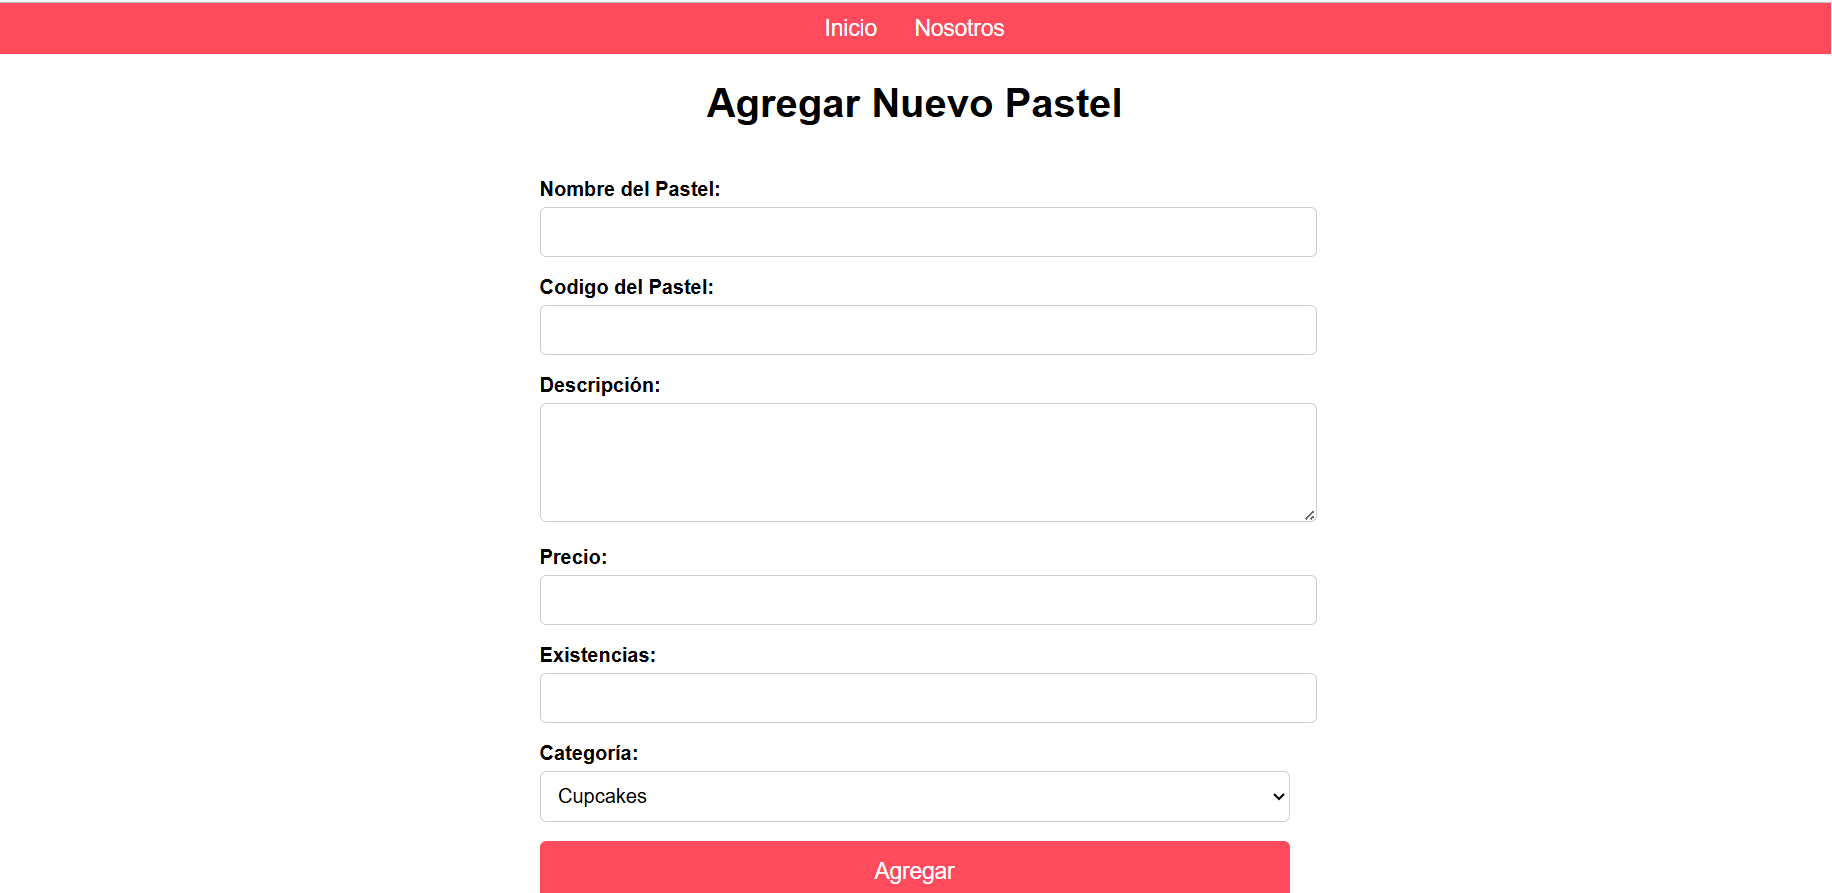 Inicio Nosotros
Agregar Nuevo Pastel
Nombre del Pastel:
Codigo del Pastel:
Descripción:
Precio:
Existencias:
Categoría:
Cupcakes
Agregar